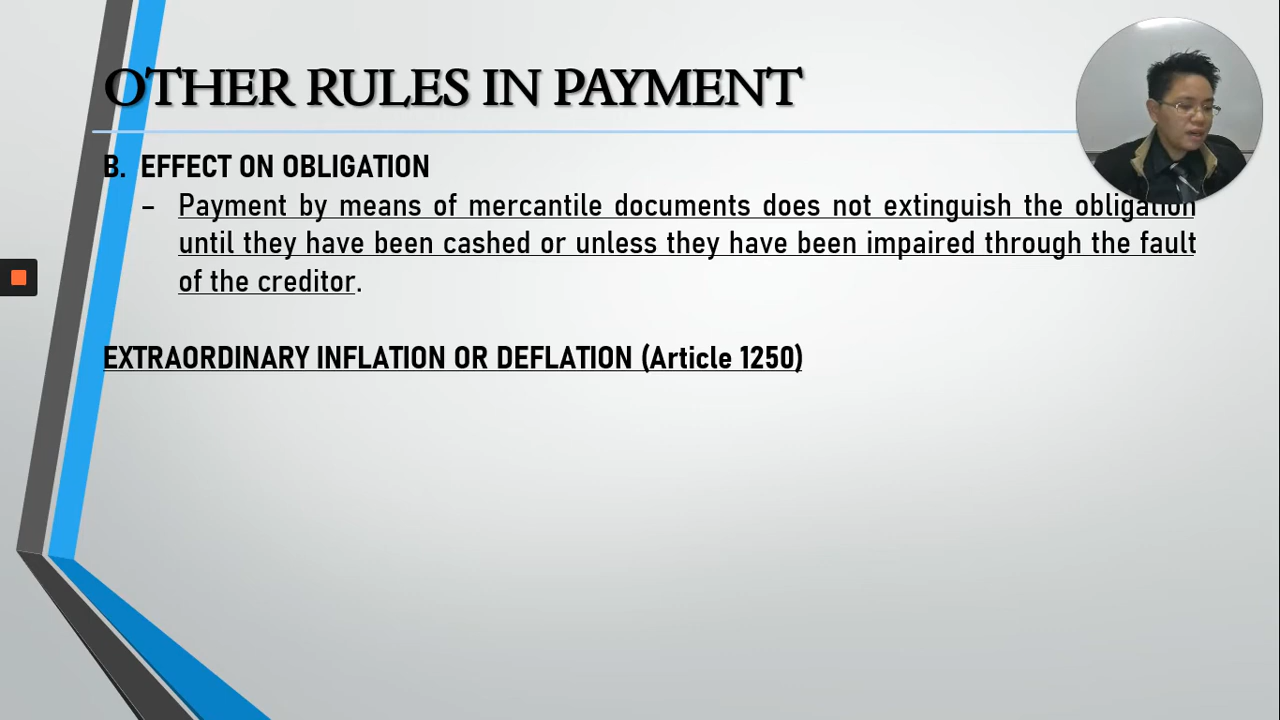 OTHER RULES IN PAYMENT
B. EFFECT ON OBLIGATION
– Payment by means of mercantile documents does not extinguish the obligation
until they have been cashed or unless they have been impaired through the fault
of the creditor.
EXTRAORDINARY INFLATION OR DEFLATION (Article 1250)